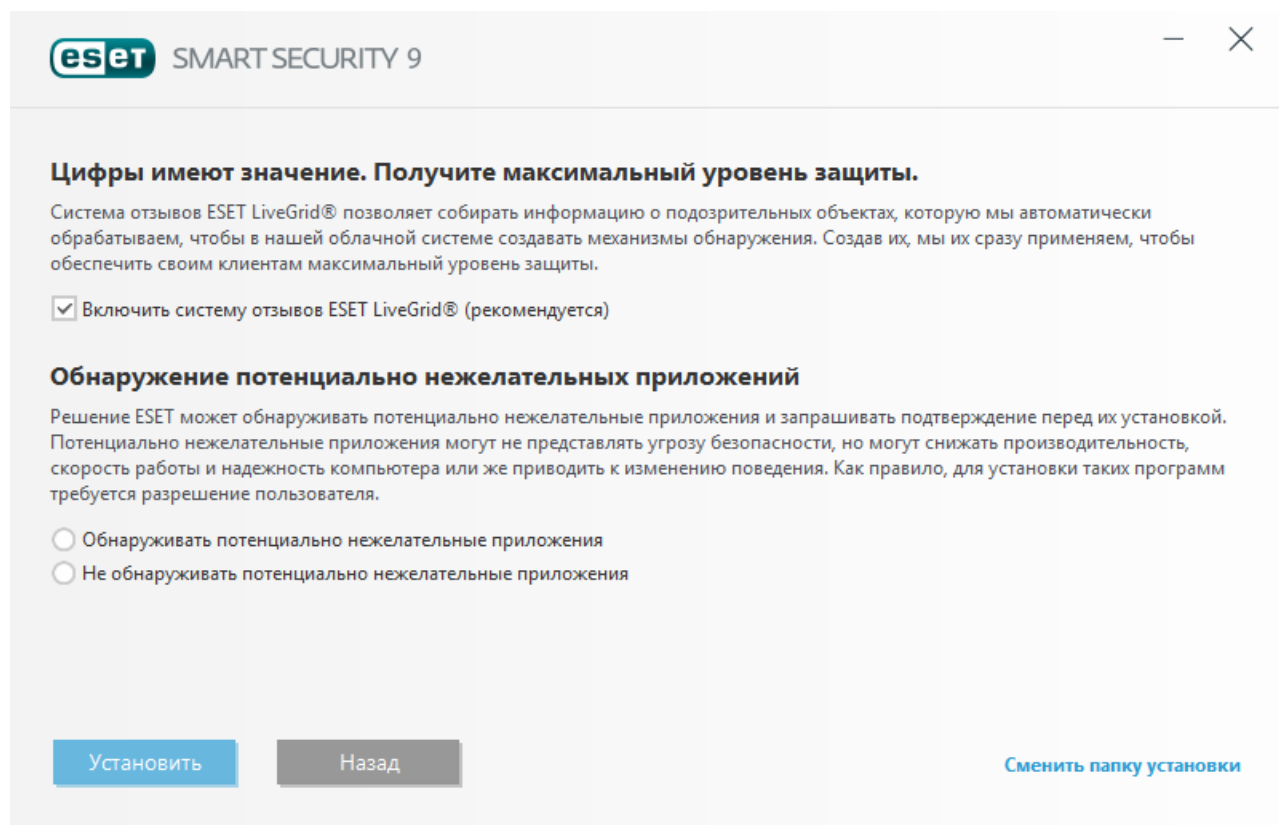 eset SMART SECURITY 9
Цифры имеют значение. Получите максимальный уровень защиты.
Система отзывов ESET LiveGrid® позволяет собирать информацию о подозрительных объектах, которую мы автоматически
обрабатываем, чтобы в нашей облачной системе создавать механизмы обнаружения. Создав их, мы их сразу применяем, чтобы
обеспечить своим клиентам максимальный уровень защиты.
Включить систему отзывов ESET LiveGrid® (рекомендуется)
Обнаружение потенциально нежелательных приложений
Решение ESET может обнаруживать потенциально нежелательные приложения и запрашивать подтверждение перед их установкой.
Потенциально нежелательные приложения могут не представлять угрозу безопасности, но могут снижать производительность,
скорость работы и надежность компьютера или же приводить к изменению поведения. Как правило, для установки таких программ
требуется разрешение пользователя.
Обнаруживать потенциально нежелательные приложения
Не обнаруживать потенциально нежелательные приложения
Установить Назад Сменить папку установки